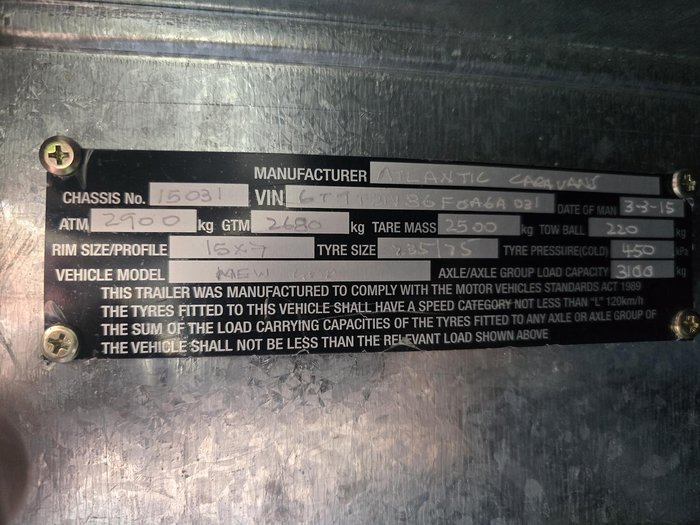 MANUFACTURER ATLANTIC CARAVANS
CHASSIS No. 15031 VIN DATE OF MAN 3-3-15
ATM 2900 kg GTM 2680 kg TARE MASS 2500 kg TOW BALL 220 kg
RIM SIZE/PROFILE 15x7 TYRE SIZE 235/75 TYRE PRESSURE(COLD) 450 kPa
VEHICLE MODEL AXLE/AXLE GROUP LOAD CAPACITY 3100 kg
THIS TRAILER WAS MANUFACTURED TO COMPLY WITH THE MOTOR VEHICLES STANDARDS ACT 1989
THE TYRES FITTED TO THIS VEHICLE SHALL HAVE A SPEED CATEGORY NOT LESS THAN "L" 120km/h
THE SUM OF THE LOAD CARRYING CAPACITIES OF THE TYRES FITTED TO ANY AXLE OR AXLE GROUP OF
THE VEHICLE SHALL NOT BE LESS THAN THE RELEVANT LOAD SHOWN ABOVE